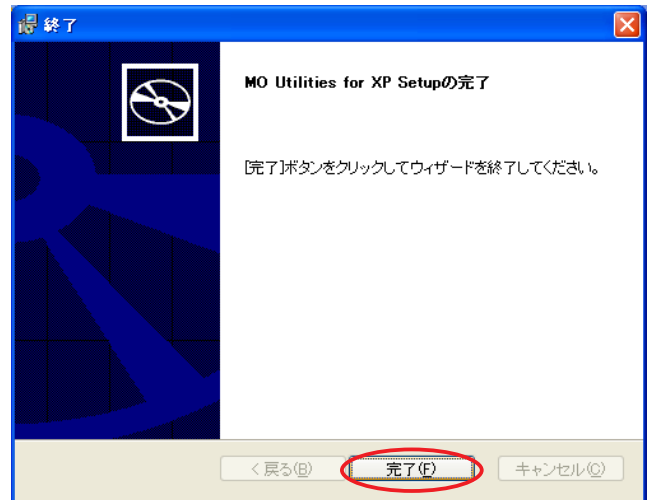 終了
MO Utilities for XP Setupの完了
[完了]ボタンをクリックしてウィザードを終了してください。
< 戻る(B)
完了(F)
キャンセル(C)